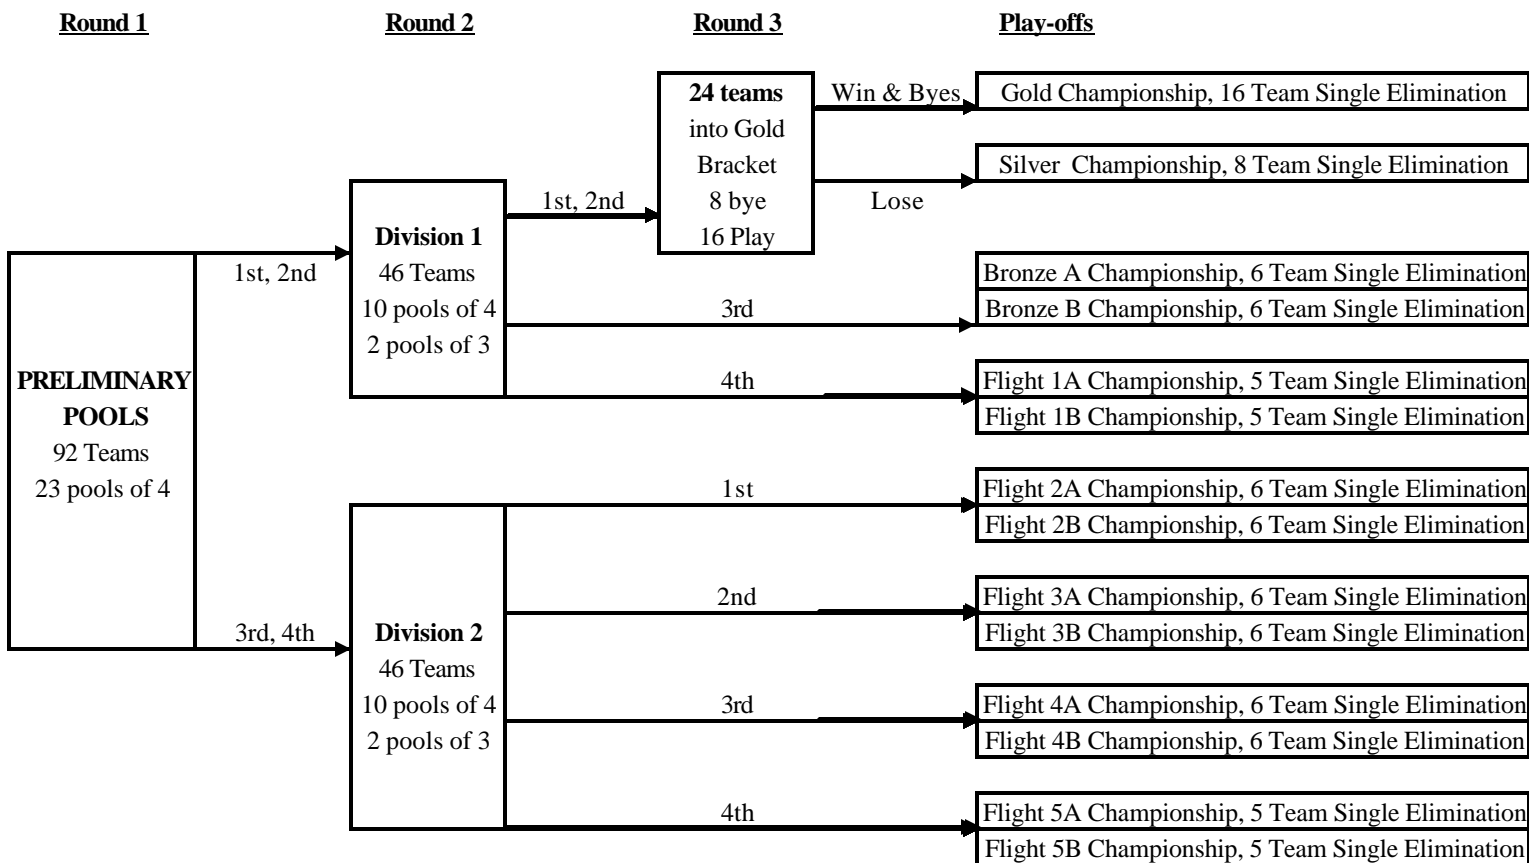 Round 1
Round 2
Round 3
Play-offs
24 teams
into Gold
Bracket
8 bye
16 Play
Win & Byes
Gold Championship, 16 Team Single Elimination
Silver Championship, 8 Team Single Elimination
Lose
1st, 2nd
Division 1
46 Teams
10 pools of 4
2 pools of 3
1st, 2nd
Bronze A Championship, 6 Team Single Elimination
Bronze B Championship, 6 Team Single Elimination
3rd
4th
Flight 1A Championship, 5 Team Single Elimination
Flight 1B Championship, 5 Team Single Elimination
PRELIMINARY
POOLS
92 Teams
23 pools of 4
1st
Flight 2A Championship, 6 Team Single Elimination
Flight 2B Championship, 6 Team Single Elimination
2nd
Flight 3A Championship, 6 Team Single Elimination
Flight 3B Championship, 6 Team Single Elimination
3rd, 4th
Division 2
46 Teams
10 pools of 4
2 pools of 3
3rd
Flight 4A Championship, 6 Team Single Elimination
Flight 4B Championship, 6 Team Single Elimination
4th
Flight 5A Championship, 5 Team Single Elimination
Flight 5B Championship, 5 Team Single Elimination